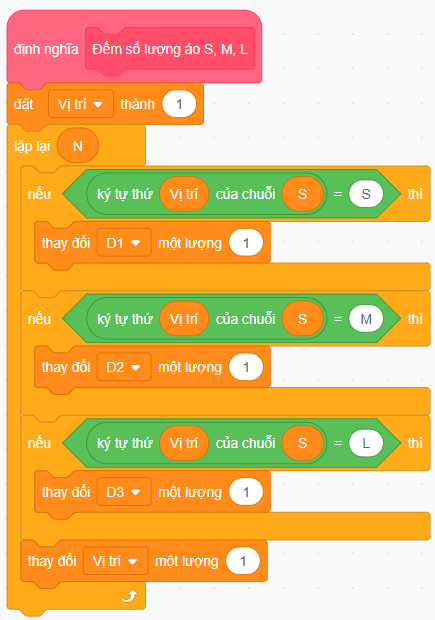 định nghĩa Đếm số lượng áo S, M, L
đặt Vị trí thành 1
lặp lại N
nếu ký tự thứ Vị trí của chuỗi S = S thì
thay đổi D1 một lượng 1
nếu ký tự thứ Vị trí của chuỗi S = M thì
thay đổi D2 một lượng 1
nếu ký tự thứ Vị trí của chuỗi S = L thì
thay đổi D3 một lượng 1
thay đổi Vị trí một lượng 1